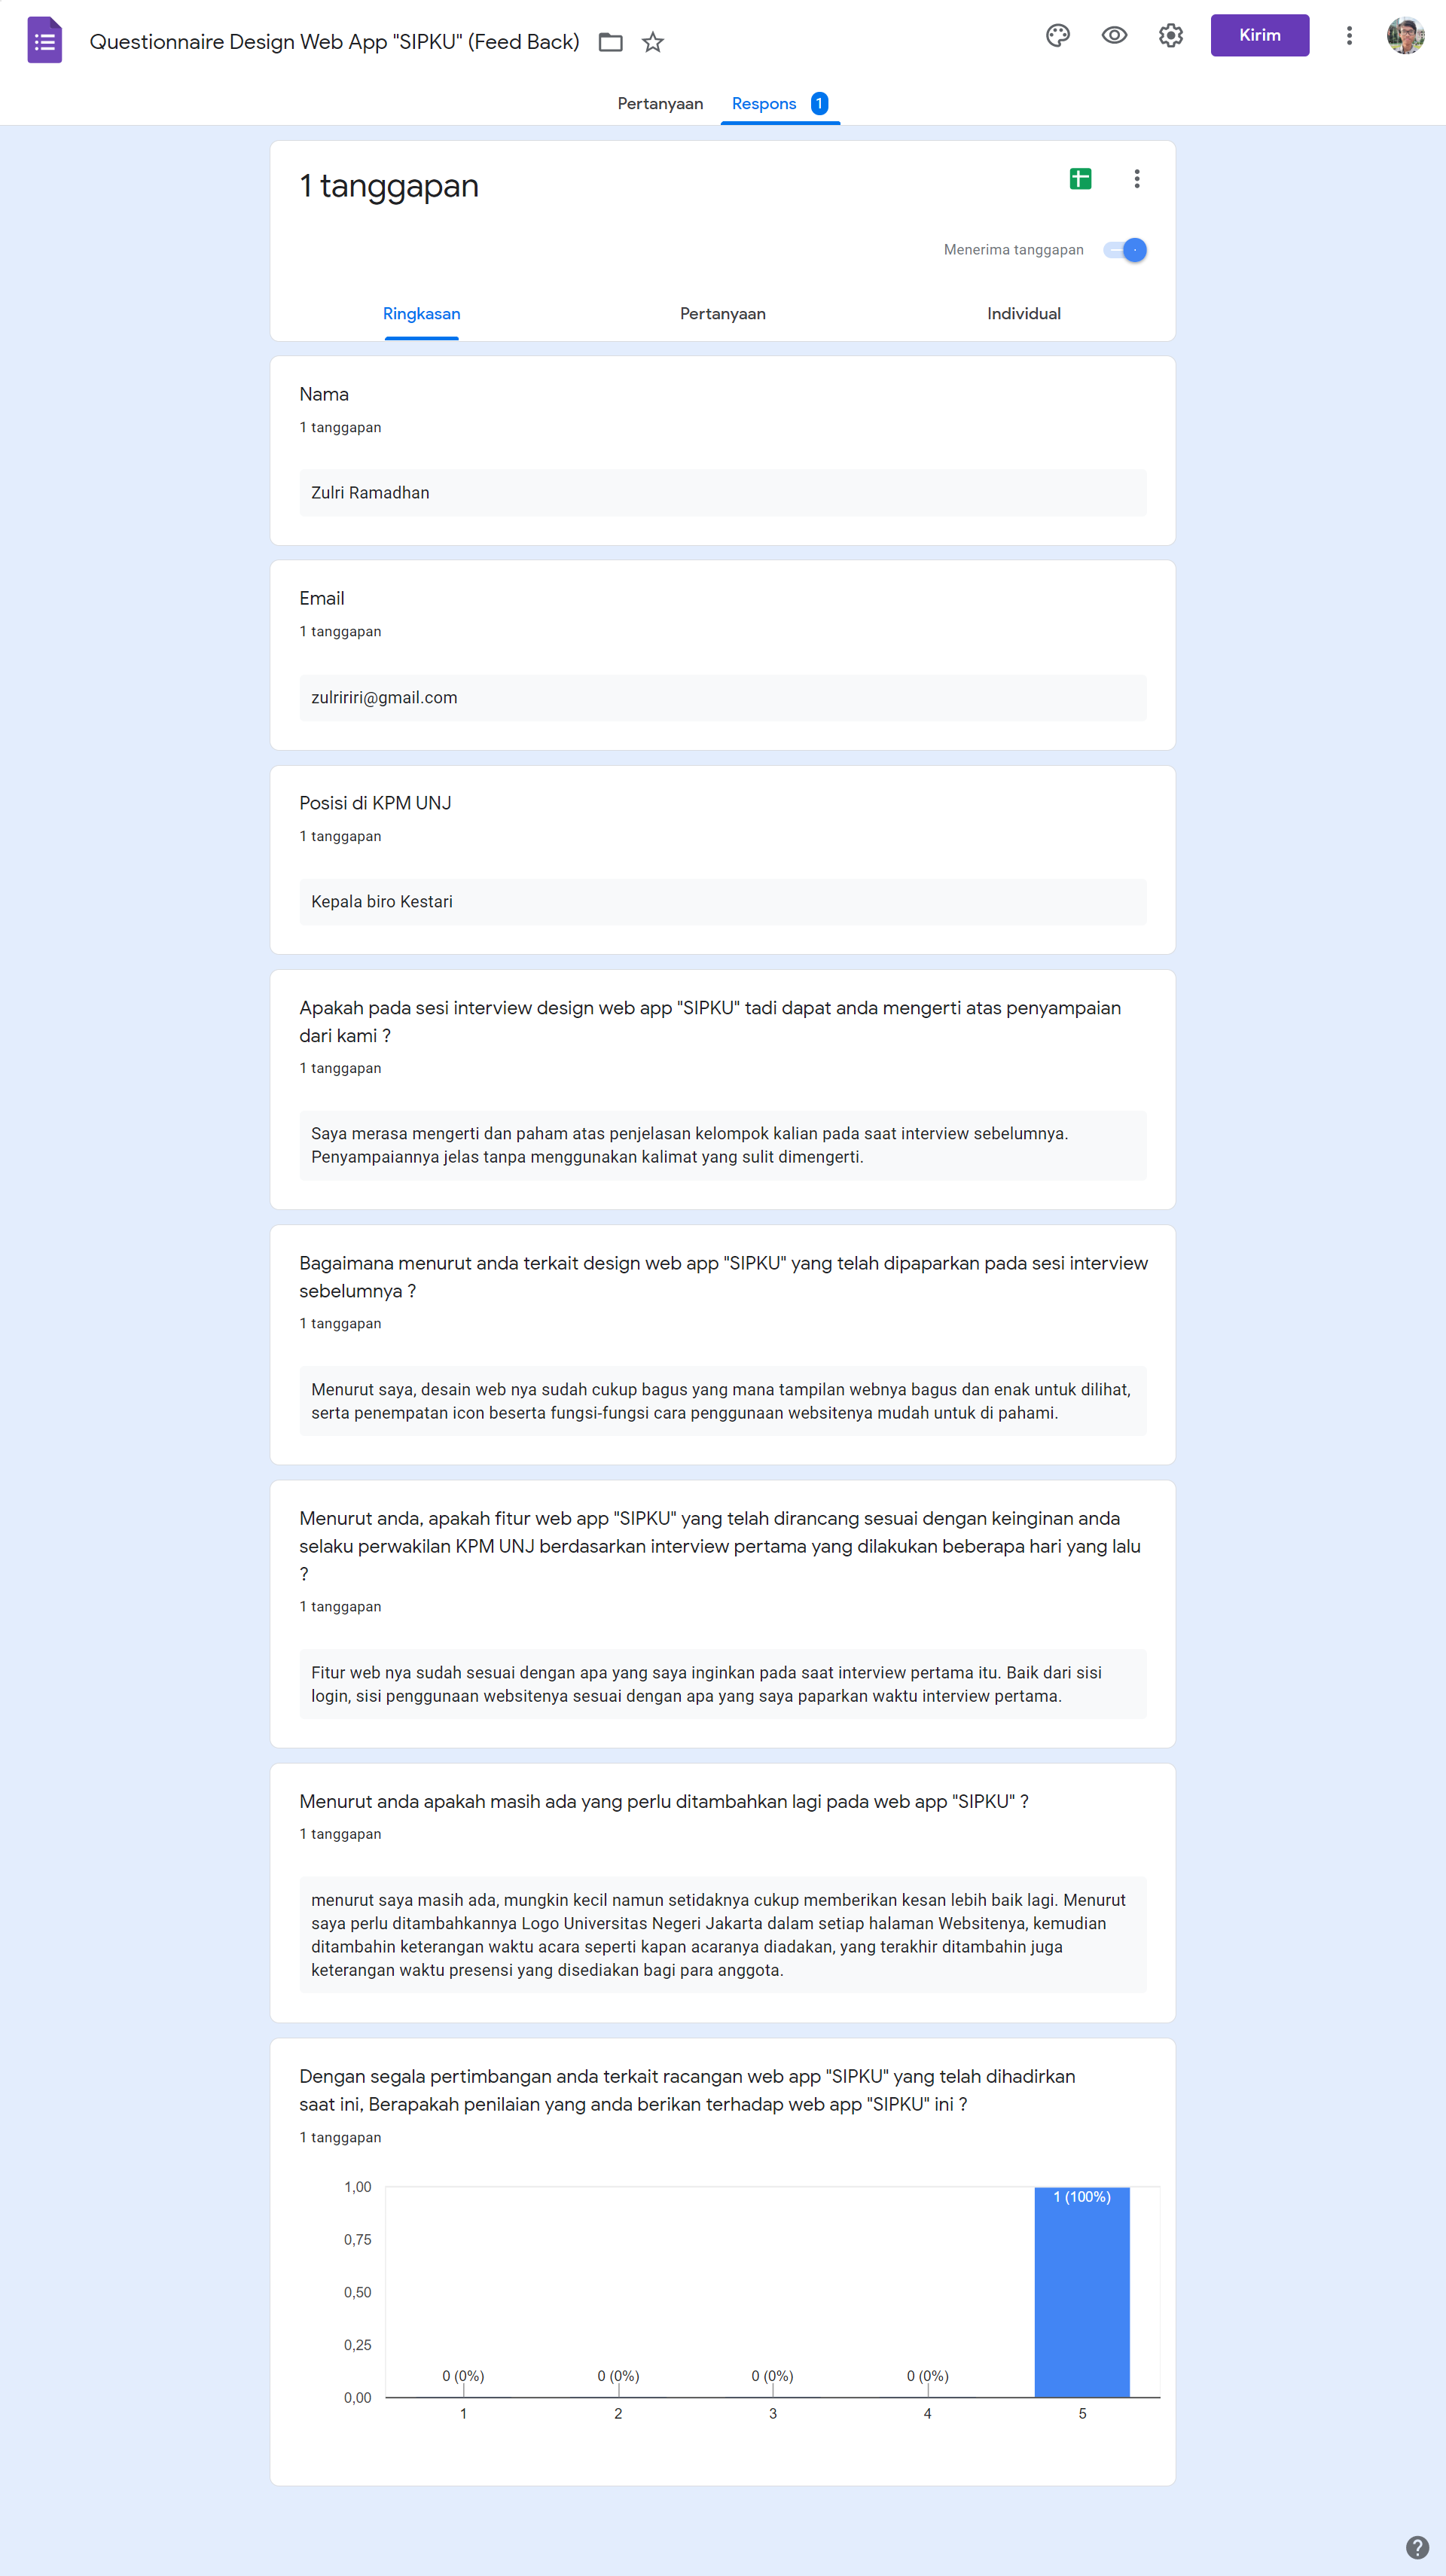 Questionnaire Design Web App "SIPKU" (Feed Back)
Kirim
Pertanyaan
Respons 1
1 tanggapan
Menerima tanggapan
Ringkasan
Pertanyaan
Individual
Nama
1 tanggapan
Zulri Ramadhan
Email
1 tanggapan
zulririri@gmail.com
Posisi di KPM UNJ
1 tanggapan
Kepala biro Kestari
Apakah pada sesi interview design web app "SIPKU" tadi dapat anda mengerti atas penyampaian
dari kami ?
1 tanggapan
Saya merasa mengerti dan paham atas penjelasan kelompok kalian pada saat interview sebelumnya.
Penyampaiannya jelas tanpa menggunakan kalimat yang sulit dimengerti.
Bagaimana menurut anda terkait design web app "SIPKU" yang telah dipaparkan pada sesi interview
sebelumnya ?
1 tanggapan
Menurut saya, desain web nya sudah cukup bagus yang mana tampilan webnya bagus dan enak untuk dilihat,
serta penempatan icon beserta fungsi-fungsi cara penggunaan websitenya mudah untuk di pahami.
Menurut anda, apakah fitur web app "SIPKU" yang telah dirancang sesuai dengan keinginan anda
selaku perwakilan KPM UNJ berdasarkan interview pertama yang dilakukan beberapa hari yang lalu
?
1 tanggapan
Fitur web nya sudah sesuai dengan apa yang saya inginkan pada saat interview pertama itu. Baik dari sisi
login, sisi penggunaan websitenya sesuai dengan apa yang saya paparkan waktu interview pertama.
Menurut anda apakah masih ada yang perlu ditambahkan lagi pada web app "SIPKU" ?
1 tanggapan
menurut saya masih ada, mungkin kecil namun setidaknya cukup memberikan kesan lebih baik lagi. Menurut
saya perlu ditambahkannya Logo Universitas Negeri Jakarta dalam setiap halaman Websitenya, kemudian
ditambahin keterangan waktu acara seperti kapan acaranya diadakan, yang terakhir ditambahin juga
keterangan waktu presensi yang disediakan bagi para anggota.
Dengan segala pertimbangan anda terkait racangan web app "SIPKU" yang telah dihadirkan
saat ini, Berapakah penilaian yang anda berikan terhadap web app "SIPKU" ini ?
1 tanggapan
1,00
0,75
0,50
0,25
0,00
0 (0%)
0 (0%)
0 (0%)
0 (0%)
1 (100%)
1
2
3
4
5